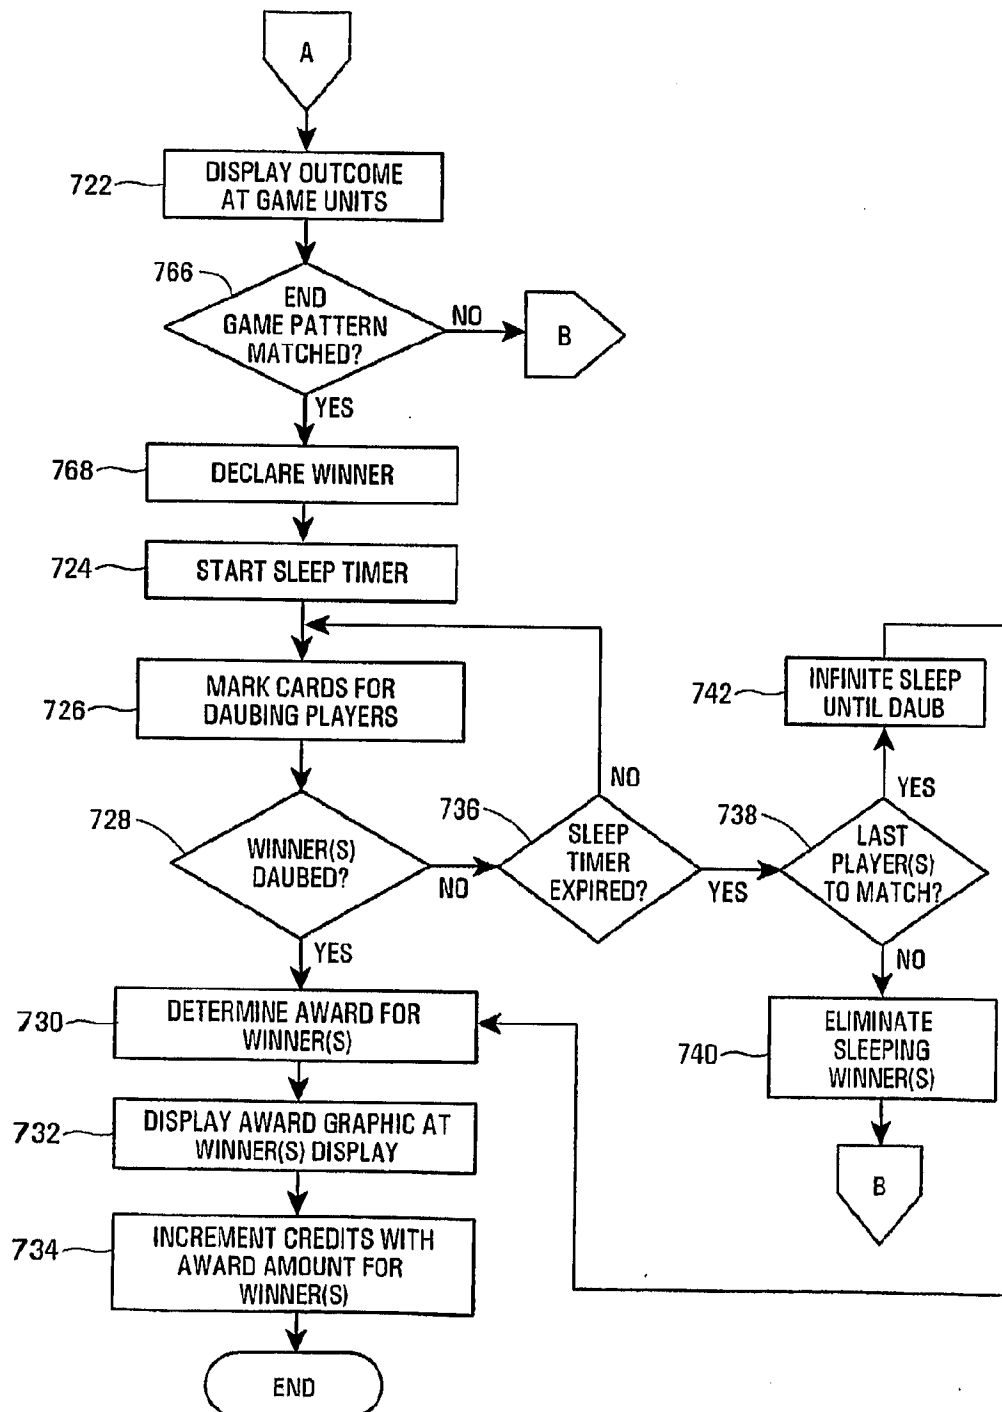 A
722
DISPLAY OUTCOME
AT GAME UNITS
766
END
GAME PATTERN
MATCHED?
NO
B
YES
768
DECLARE WINNER
724
START SLEEP TIMER
726
MARK CARDS FOR
DAUBING PLAYERS
742
INFINITE SLEEP
UNTIL DAUB
NO
YES
728
WINNER(S)
DAUBED?
NO
736
SLEEP
TIMER
EXPIRED?
YES
738
LAST
PLAYER(S)
TO MATCH?
YES
NO
730
DETERMINE AWARD FOR
WINNER(S)
740
ELIMINATE
SLEEPING
WINNER(S)
732
DISPLAY AWARD GRAPHIC AT
WINNER(S) DISPLAY
B
734
INCREMENT CREDITS WITH
AWARD AMOUNT FOR
WINNER(S)
END